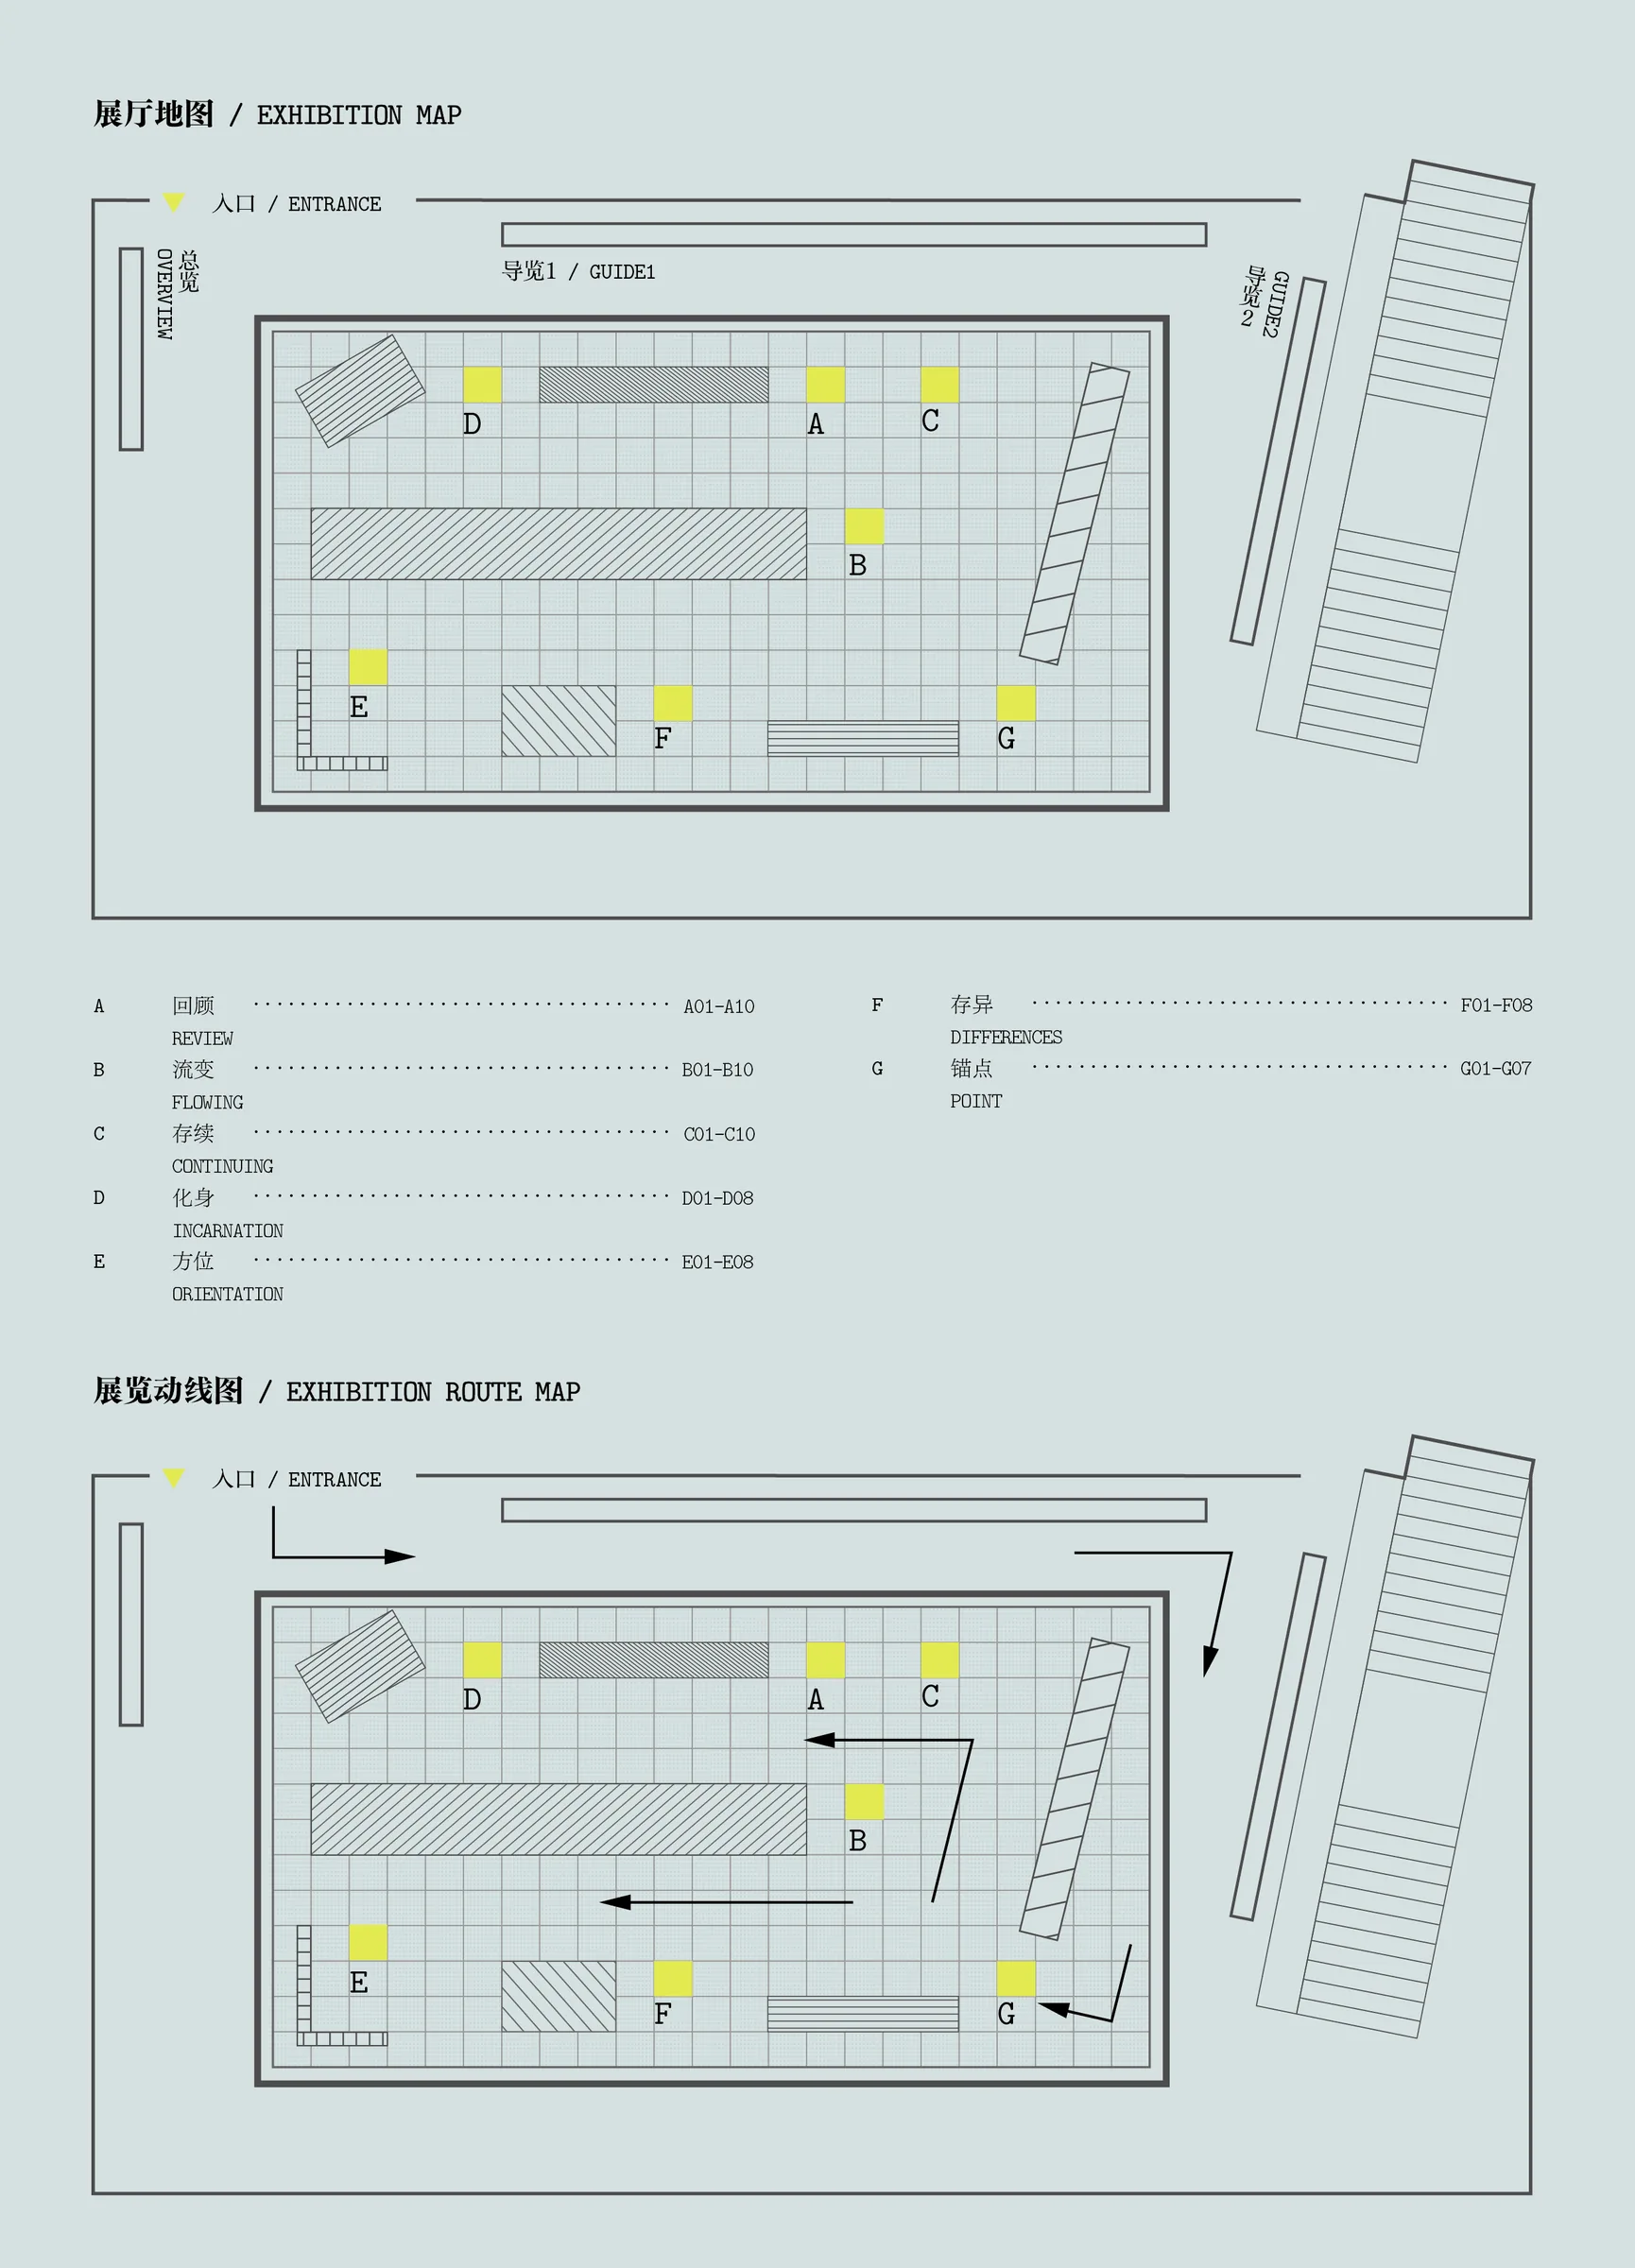 展厅地图 / EXHIBITION MAP
入口 / ENTRANCE
总览
OVERVIEW
导览1 / GUIDE1
GUIDE2
导览2
D
A
C
B
E
F
G
A 回顾 A01-A10
REVIEW
B 流变 B01-B10
FLOWING
C 存续 C01-C10
CONTINUING
D 化身 D01-D08
INCARNATION
E 方位 E01-E08
ORIENTATION
F 存异 F01-F08
DIFFERENCES
G 锚点 G01-G07
POINT
展览动线图 / EXHIBITION ROUTE MAP
入口 / ENTRANCE
D
A
C
B
E
F
G